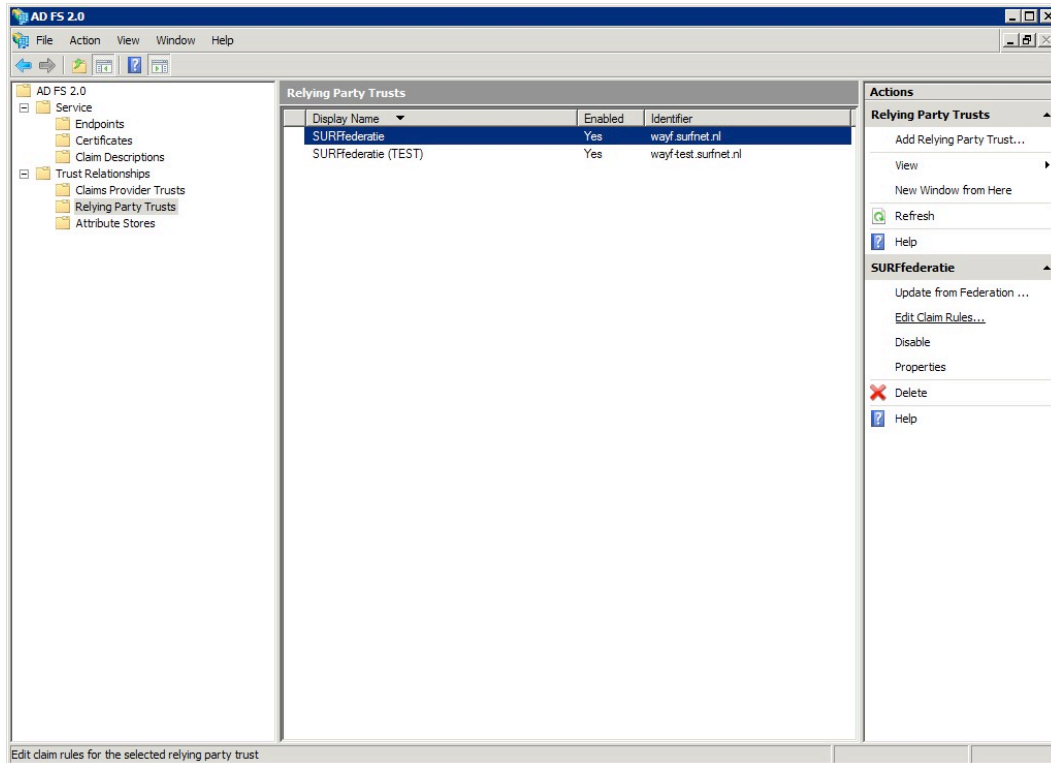 AD FS 2.0
File Action View Window Help
AD FS 2.0
Service
Endpoints
Certificates
Claim Descriptions
Trust Relationships
Claims Provider Trusts
Relying Party Trusts
Attribute Stores
Relying Party Trusts
Display Name Enabled Identifier
SURFfederatie Yes wayf.surfnet.nl
SURFfederatie (TEST) Yes wayf-test.surfnet.nl
Actions
Relying Party Trusts
Add Relying Party Trust...
View
New Window from Here
Refresh
Help
SURFfederatie
Update from Federation ...
Edit Claim Rules...
Disable
Properties
Delete
Help
Edit claim rules for the selected relying party trust